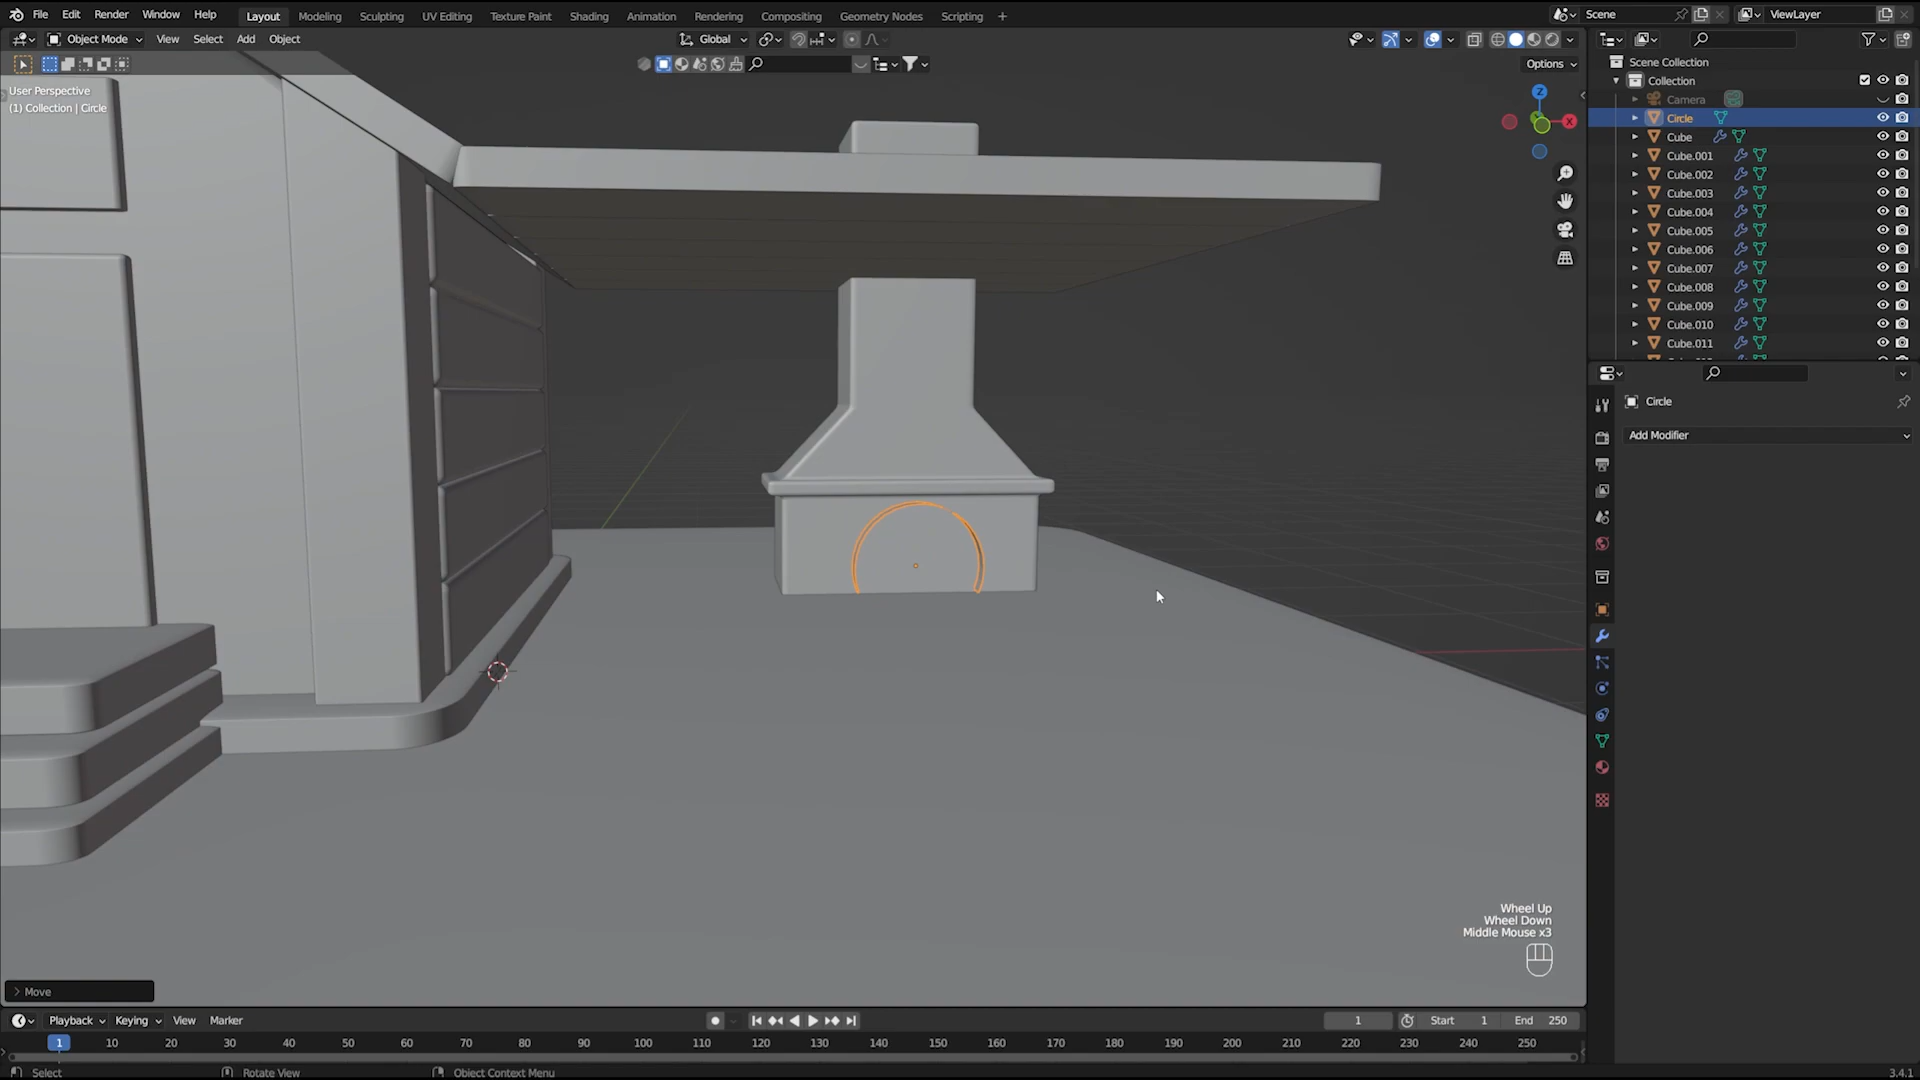 File Edit Render Window Help Layout Modeling Sculpting UV Editing Texture Paint Shading Animation Rendering Compositing Geometry Nodes Scripting + Scene ViewLayer
Object Mode View Select Add Object Global
Options
User Perspective
(1) Collection | Circle
Z
X
Scene Collection
Collection
Camera
Circle
Cube
Cube.001
Cube.002
Cube.003
Cube.004
Cube.005
Cube.006
Cube.007
Cube.008
Cube.009
Cube.010
Cube.011
Circle
Add Modifier
Wheel Up
Wheel Down
Middle Mouse x3
Move
Playback Keying View Marker 1 Start 1 End 250
1 10 20 30 40 50 60 70 80 90 100 110 120 130 140 150 160 170 180 190 200 210 220 230 240 250
Select Rotate View Object Context Menu 3.4.1